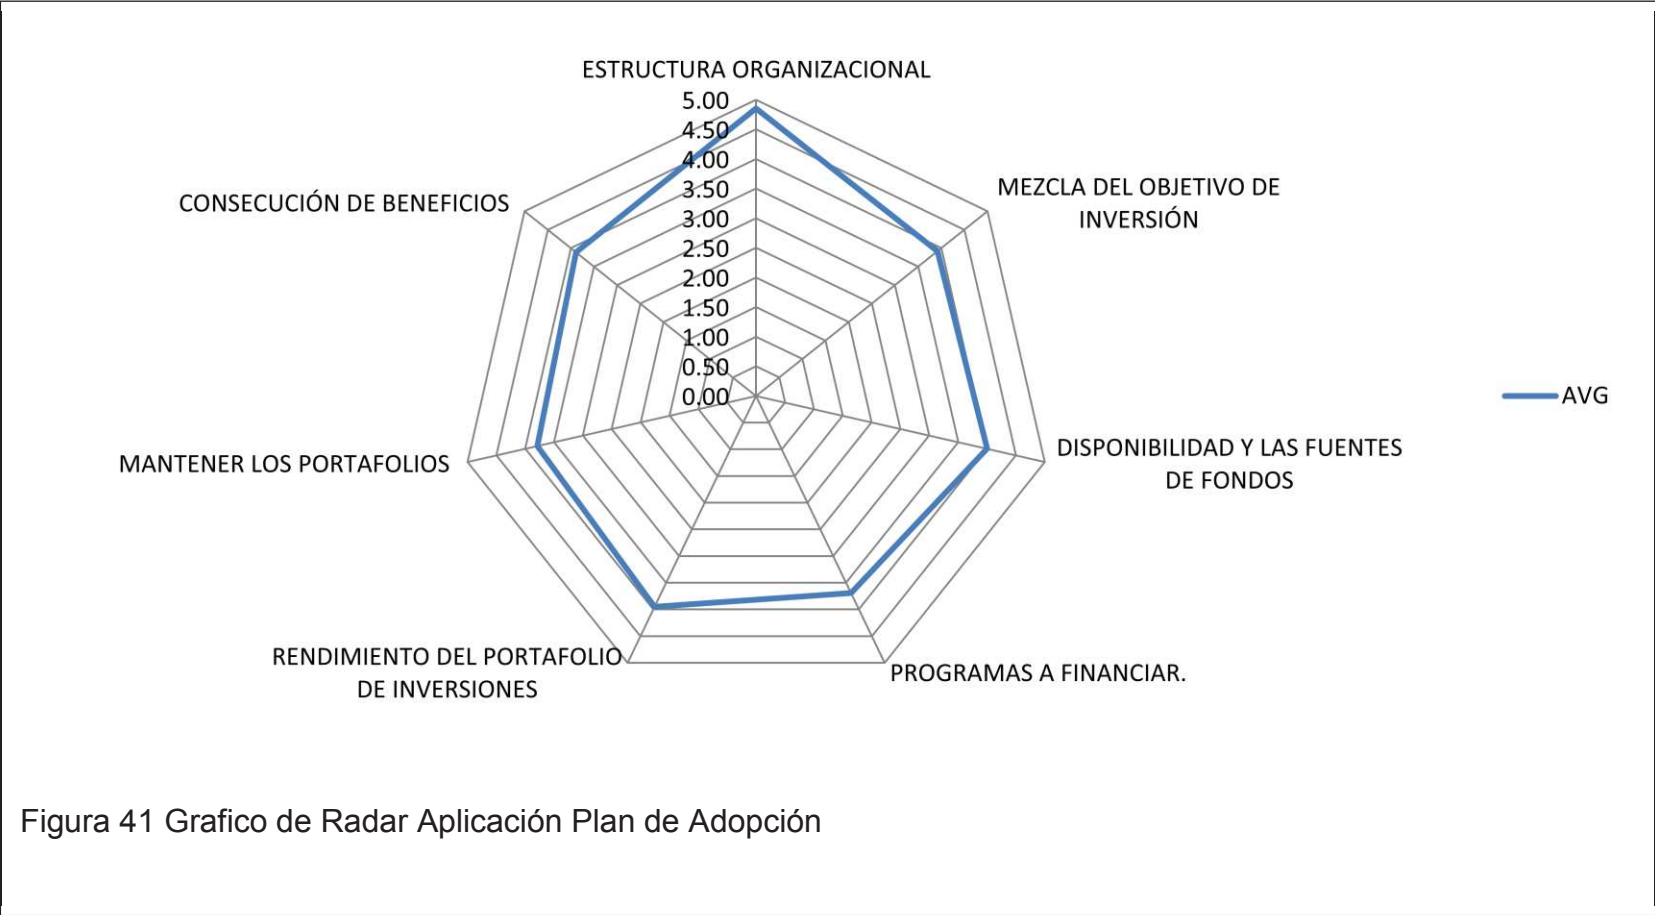 ESTRUCTURA ORGANIZACIONAL
5.00
4.50
4.00
3.50
3.00
2.50
2.00
1.50
1.00
0.50
0.00
MEZCLA DEL OBJETIVO DE
INVERSIÓN
DISPONIBILIDAD Y LAS FUENTES
DE FONDOS
PROGRAMAS A FINANCIAR.
RENDIMIENTO DEL PORTAFOLIO
DE INVERSIONES
MANTENER LOS PORTAFOLIOS
CONSECUCIÓN DE BENEFICIOS
AVG
Figura 41 Grafico de Radar Aplicación Plan de Adopción